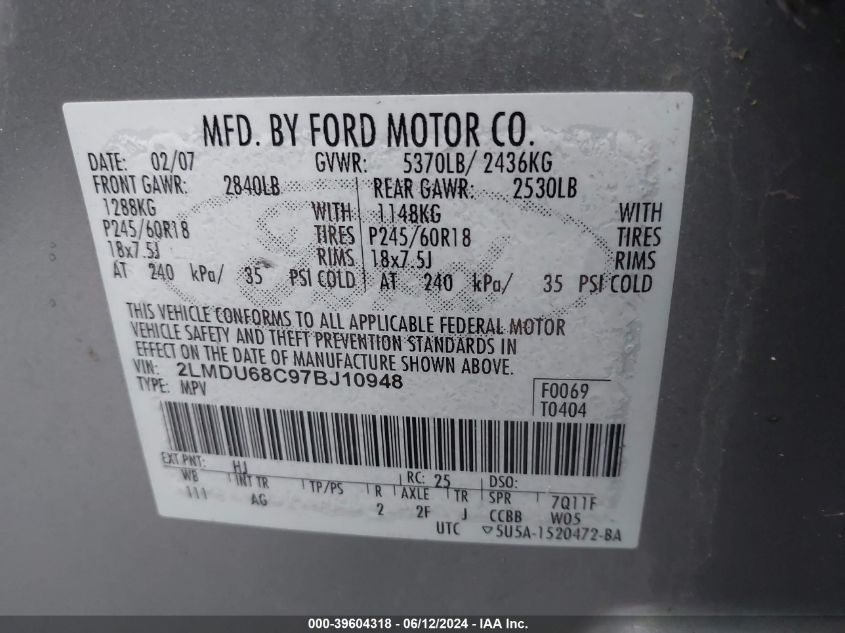 MFD. BY FORD MOTOR CO.
DATE: 02/07 GVWR: 5370LB/ 2436KG
FRONT GAWR: 2840LB REAR GAWR: 2530LB
1288KG WITH 1148KG WITH
P245/60R18 TIRES P245/60R18 TIRES
18x7.5J RIMS 18x7.5J RIMS
AT 240 kPa/ 35 PSI COLD AT 240 kPa/ 35 PSI COLD
THIS VEHICLE CONFORMS TO ALL APPLICABLE FEDERAL MOTOR
VEHICLE SAFETY AND THEFT PREVENTION STANDARDS IN
EFFECT ON THE DATE OF MANUFACTURE SHOWN ABOVE.
VIN: 2LMDU68C97BJ10948
TYPE: MPV
F0069
T0404
EXT PNT: HJ RC: 25 DSO:
WB INT TR TP/PS R AXLE TR SPR 7Q11F
111 AG 2 2F J CCBB W05
UTC ▽5U5A-1520472-BA
000-39604318 - 06/12/2024 - IAA Inc.